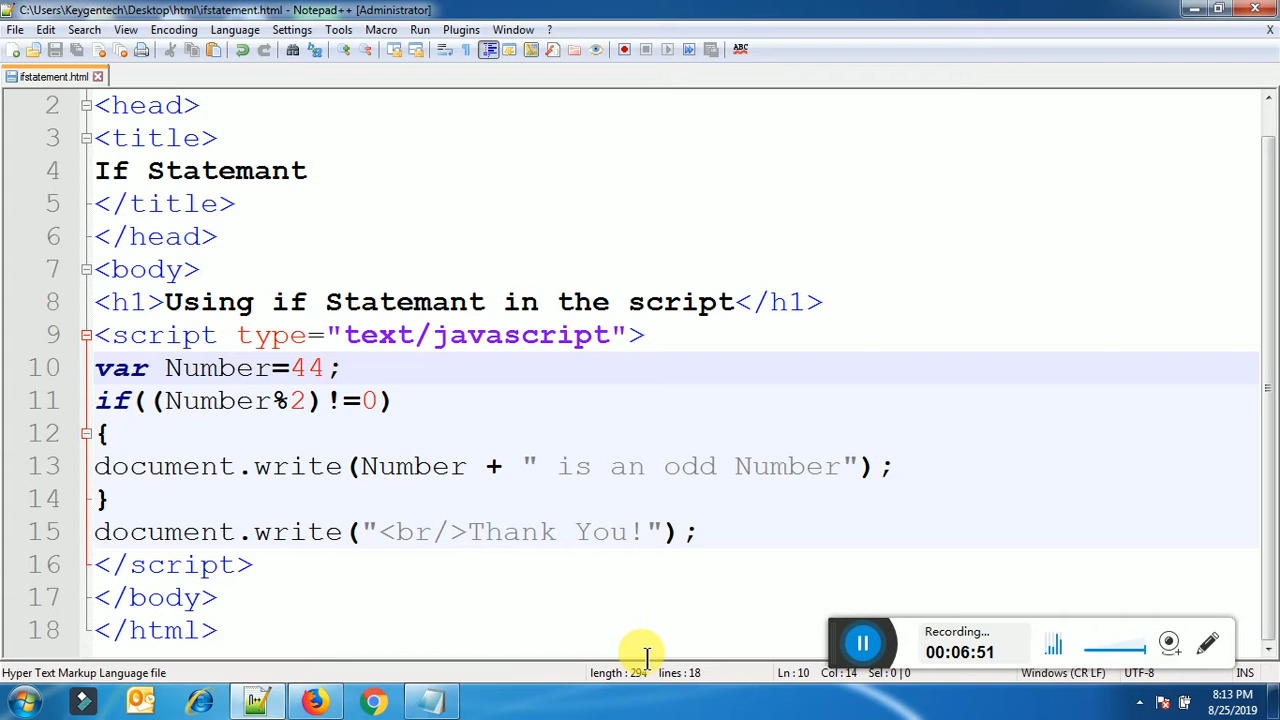 C:\Users\Keygentech\Desktop\html\ifstatement.html - Notepad++ [Administrator]
File Edit Search View Encoding Language Settings Tools Macro Run Plugins Window ? X
ABC
ifstatement.html
2 <head>
3 <title>
4 If Statemant
5 </title>
6 </head>
7 <body>
8 <h1>Using if Statemant in the script</h1>
9 <script type="text/javascript">
10 var Number=44;
11 if((Number%2)!=0)
12 {
13 document.write(Number + " is an odd Number");
14 }
15 document.write("<br/>Thank You!");
16 </script>
17 </body>
18 </html>
Recording...
00:06:51
Hyper Text Markup Language file length : 294 lines : 18 Ln : 10 Col : 14 Sel : 0 | 0 Windows (CR LF) UTF-8 INS
8:13 PM
8/25/2019